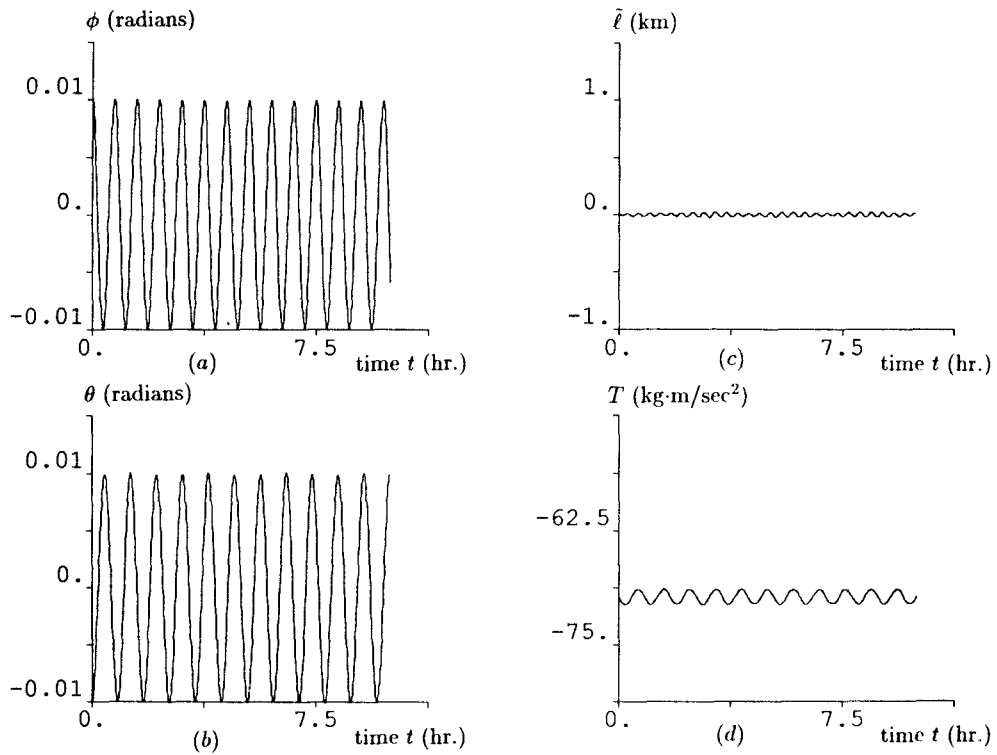 ϕ (radians)
0.01
0.
-0.01
0.
7.5
(a)
time t (hr.)
ℓ̃ (km)
1.
0.
-1.
0.
7.5
(c)
time t (hr.)
θ (radians)
0.01
0.
-0.01
0.
7.5
(b)
time t (hr.)
T (kg·m/sec²)
-62.5
-75.
0.
7.5
(d)
time t (hr.)